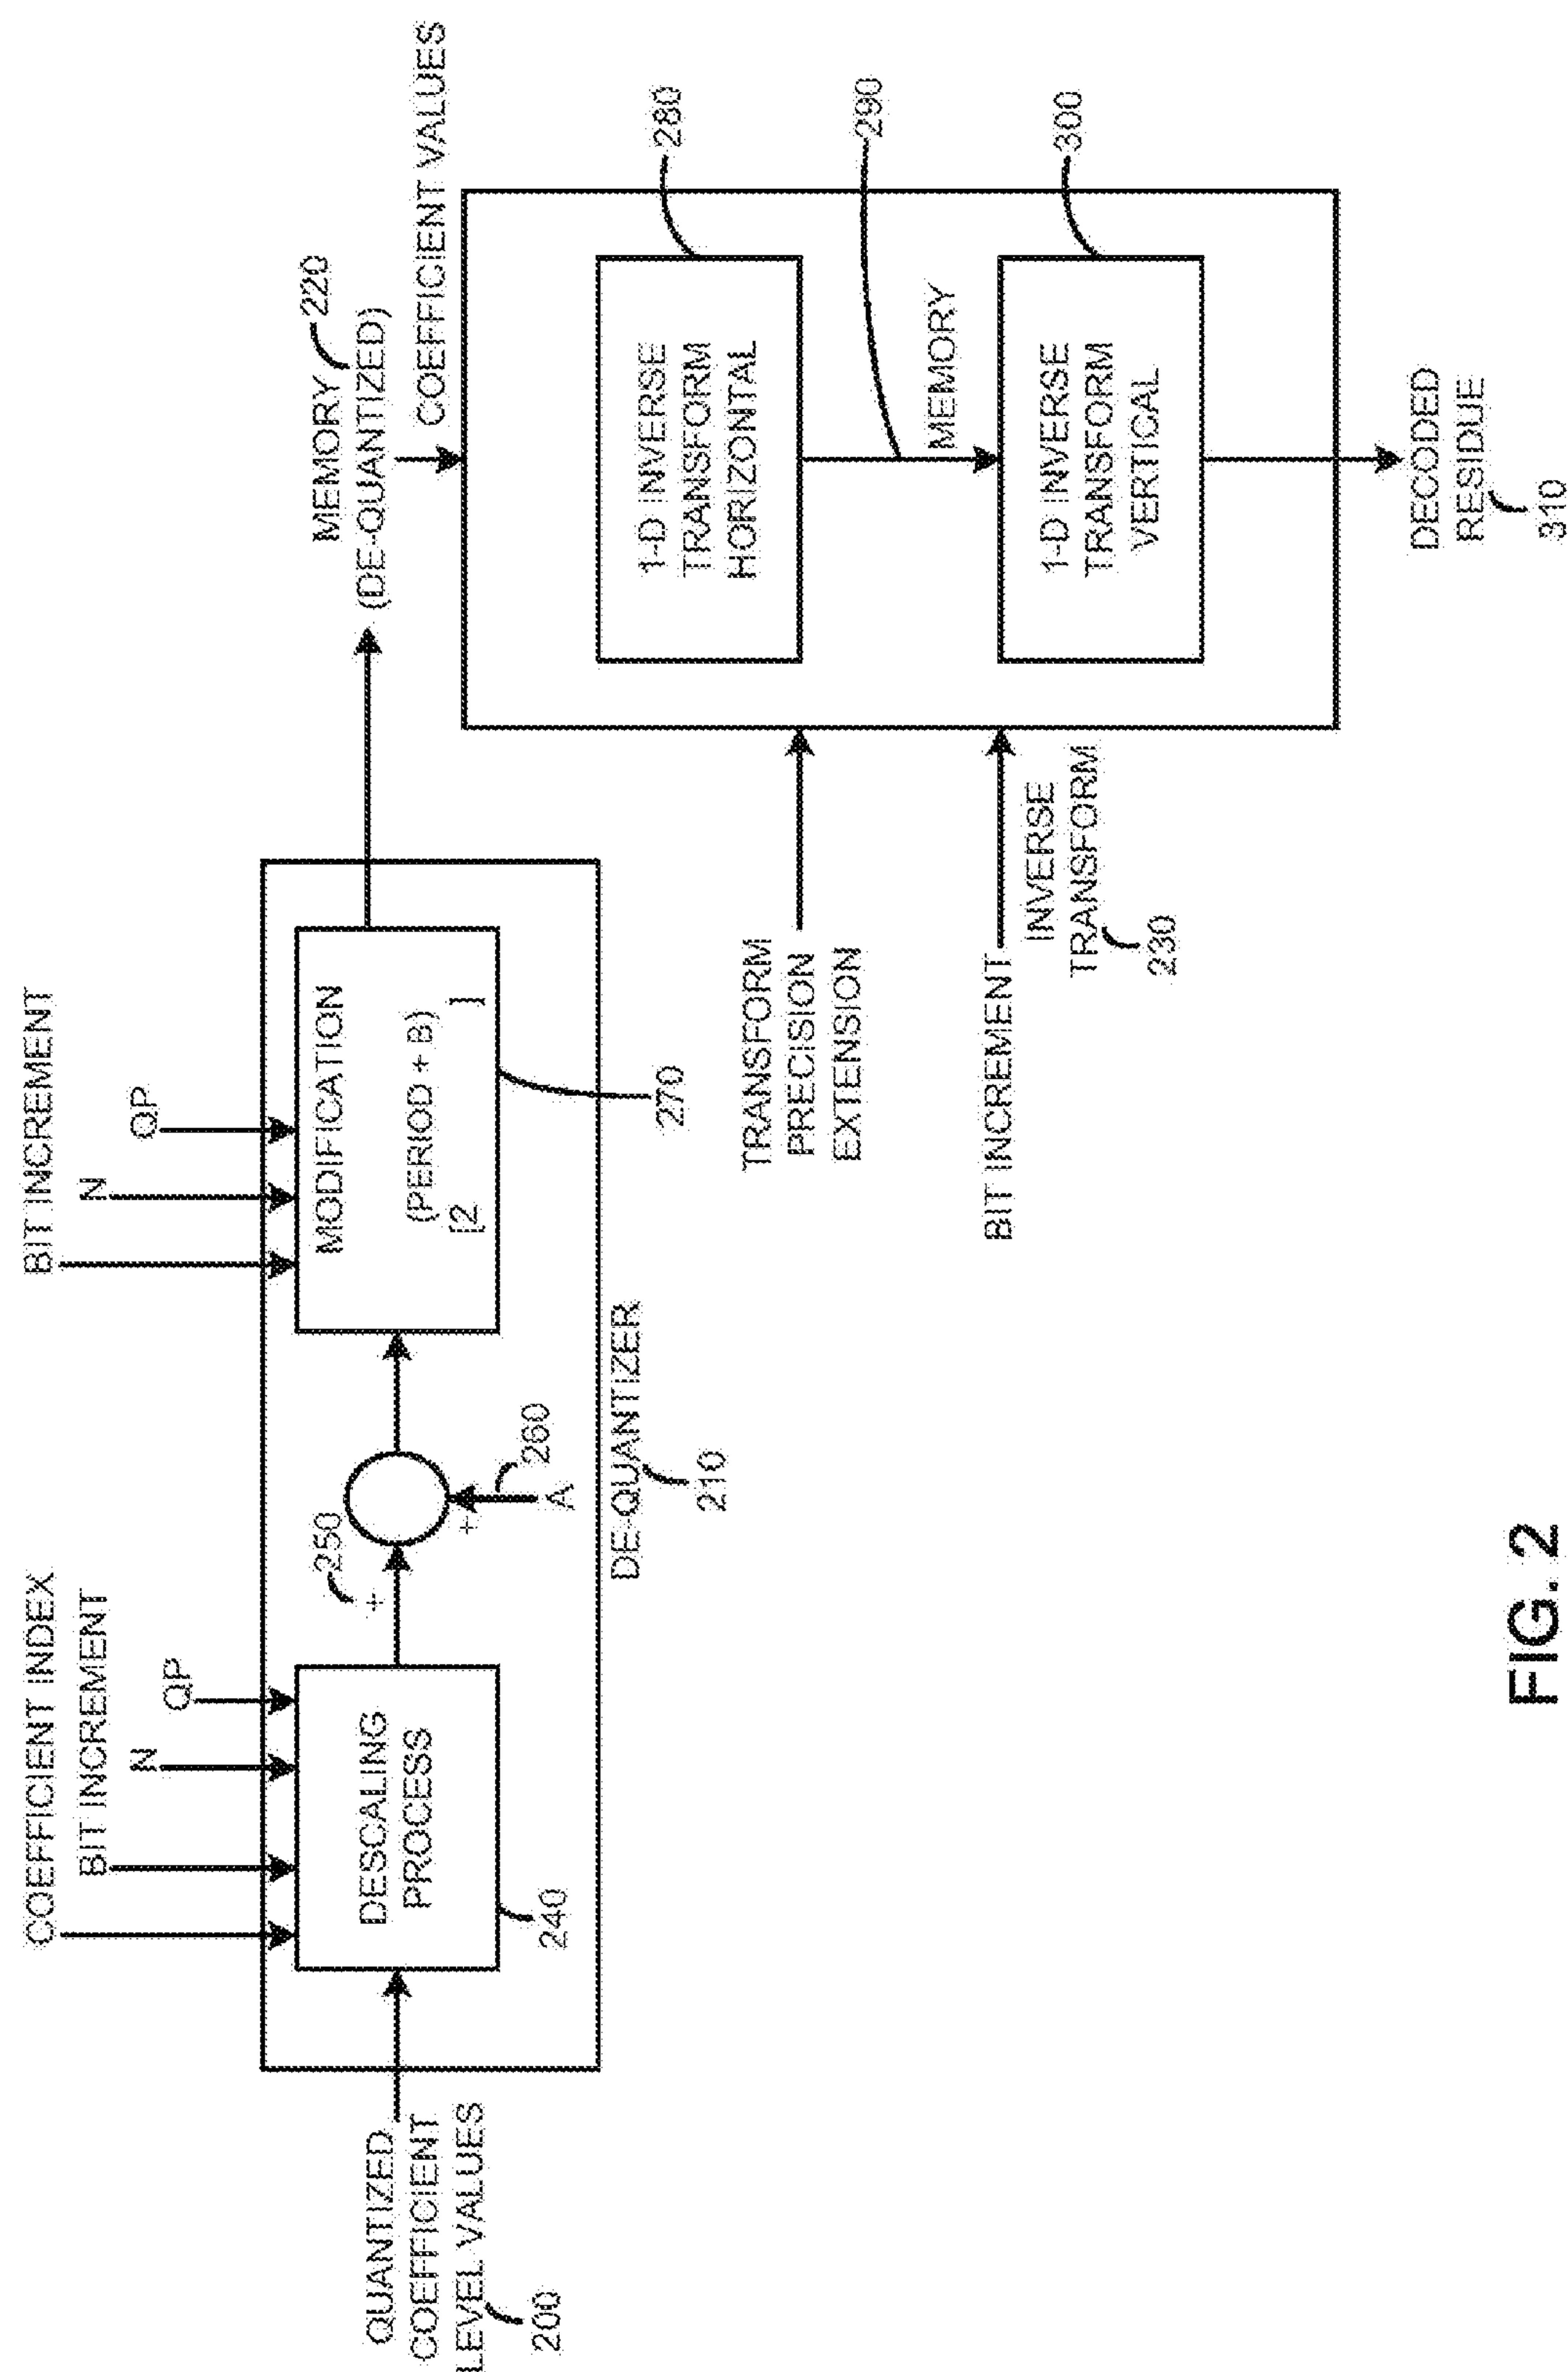 COEFFICIENT INDEX
BIT INCREMENT
N
QP
BIT INCREMENT
N
QP
QUANTIZED
COEFFICIENT
LEVEL VALUES
200
DESCALING
PROCESS
240
+
250
+
260
A
MODIFICATION
(PERIOD + B)
[2 ]
270
DE-QUANTIZER
210
MEMORY
220
(DE-QUANTIZED)
COEFFICIENT VALUES
TRANSFORM
PRECISION
EXTENSION
BIT INCREMENT
INVERSE
TRANSFORM
230
1-D INVERSE
TRANSFORM
HORIZONTAL
280
290
MEMORY
1-D INVERSE
TRANSFORM
VERTICAL
300
DECODED
RESIDUE
310
FIG. 2